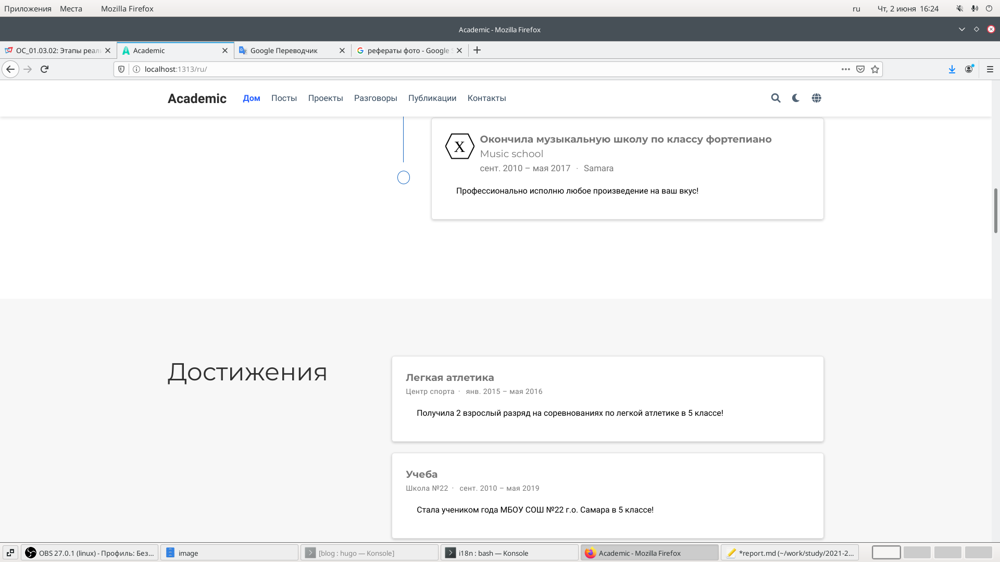 Приложения Места Mozilla Firefox ru Чт, 2 июня 16:24
Academic - Mozilla Firefox
ОС_01.03.02: Этапы реал Academic Google Переводчик рефераты фото - Google S
localhost:1313/ru/
Academic Дом Посты Проекты Разговоры Публикации Контакты
X
Окончила музыкальную школу по классу фортепиано
Music school
сент. 2010 – мая 2017 · Samara
Профессионально исполню любое произведение на ваш вкус!
Достижения
Легкая атлетика
Центр спорта · янв. 2015 – мая 2016
Получила 2 взрослый разряд на соревнованиях по легкой атлетике в 5 классе!
Учеба
Школа №22 · сент. 2010 – мая 2019
Стала учеником года МБОУ СОШ №22 г.о. Самара в 5 классе!
OBS 27.0.1 (linux) - Профиль: Без... image [blog : hugo — Konsole] i18n : bash — Konsole Academic - Mozilla Firefox *report.md (~/work/study/2021-2...